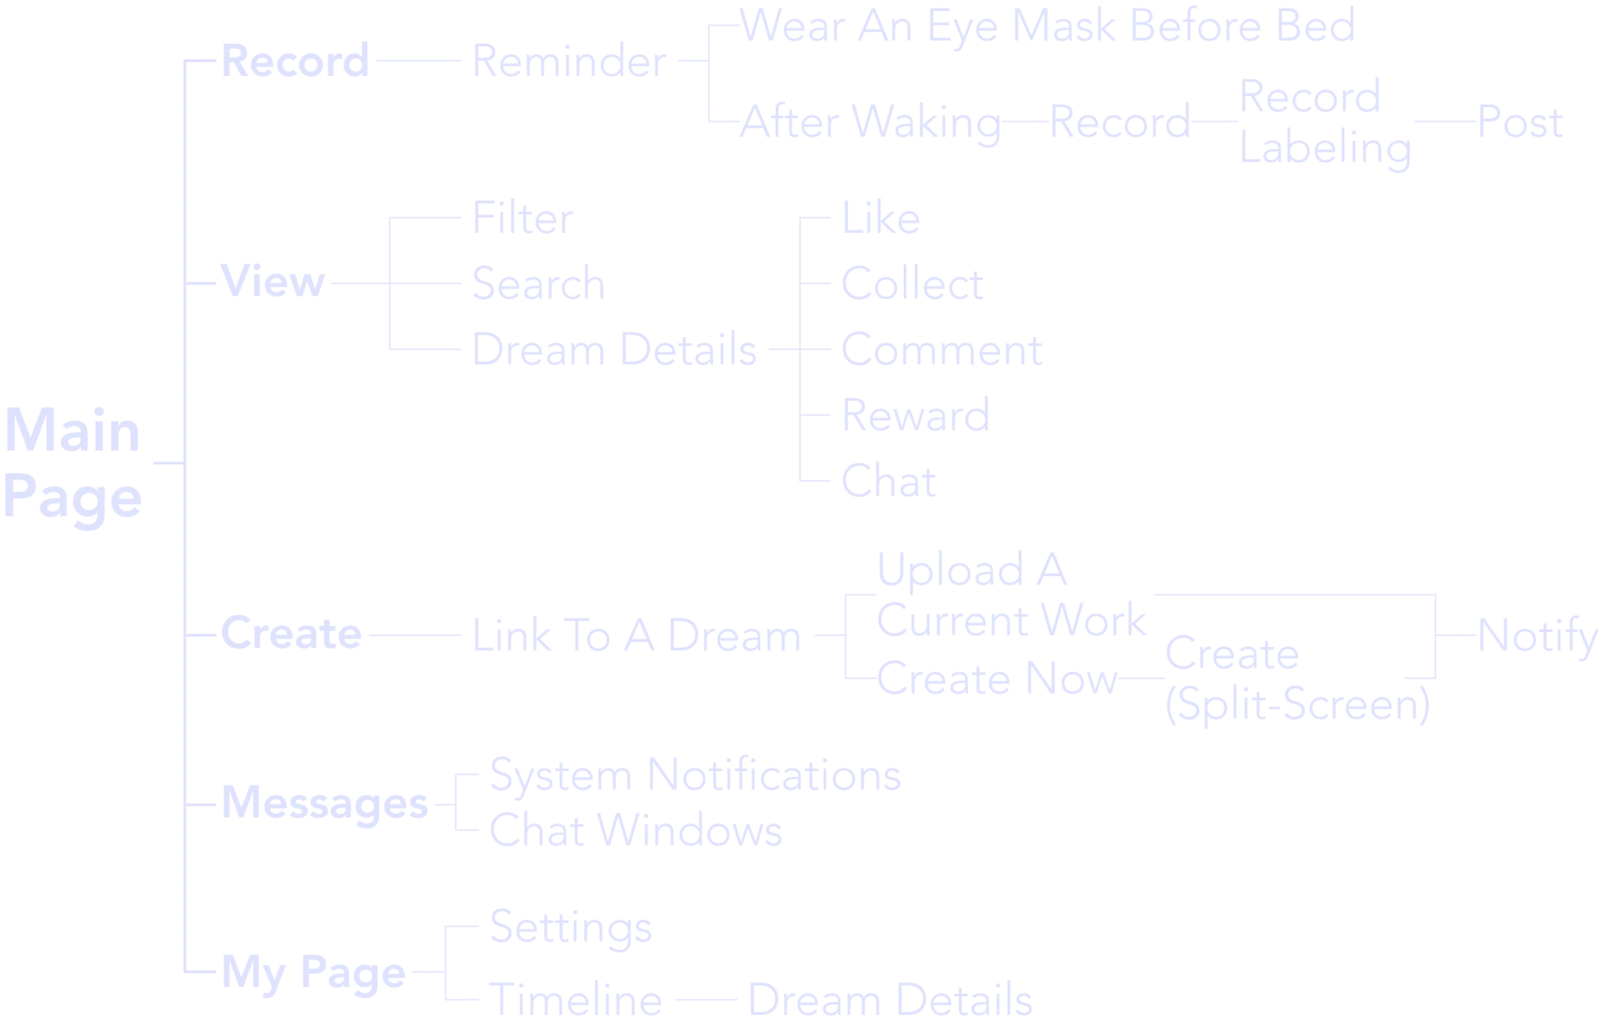 Wear An Eye Mask Before Bed
Record
Reminder
After Waking
Record
Record
Labeling
Post
Filter
Like
View
Search
Collect
Dream Details
Comment
Reward
Chat
Main
Page
Create
Link To A Dream
Upload A
Current Work
Create Now
Create
(Split-Screen)
Notify
Messages
System Notifications
Chat Windows
My Page
Settings
Timeline
Dream Details